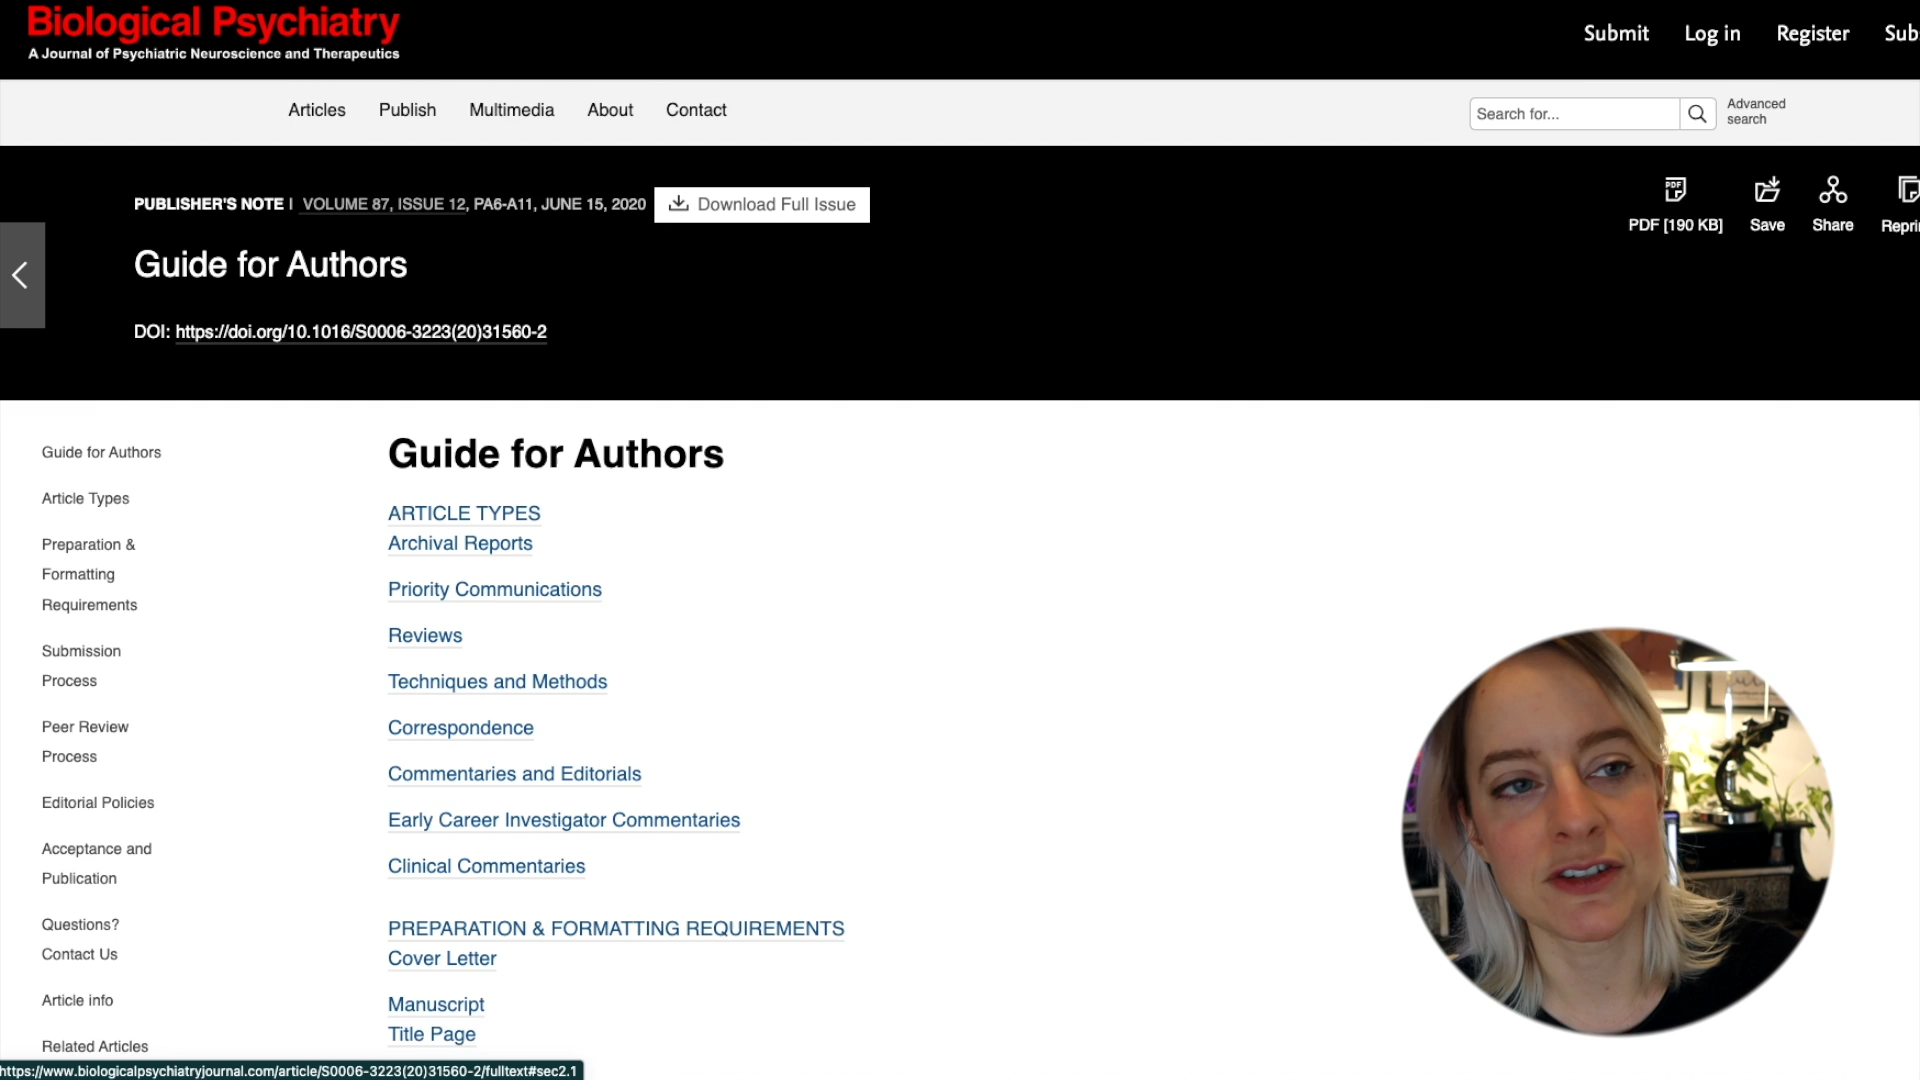 Biological Psychiatry
A Journal of Psychiatric Neuroscience and Therapeutics
Submit Log in Register Sub
Articles Publish Multimedia About Contact
Search for...
Advanced
search
PUBLISHER'S NOTE | VOLUME 87, ISSUE 12, PA6-A11, JUNE 15, 2020
Download Full Issue
PDF
PDF [190 KB] Save Share Repri
Guide for Authors
DOI: https://doi.org/10.1016/S0006-3223(20)31560-2
Guide for Authors
Article Types
Preparation &
Formatting
Requirements
Submission
Process
Peer Review
Process
Editorial Policies
Acceptance and
Publication
Questions?
Contact Us
Article info
Related Articles
Guide for Authors
ARTICLE TYPES
Archival Reports
Priority Communications
Reviews
Techniques and Methods
Correspondence
Commentaries and Editorials
Early Career Investigator Commentaries
Clinical Commentaries
PREPARATION & FORMATTING REQUIREMENTS
Cover Letter
Manuscript
Title Page
https://www.biologicalpsychiatryjournal.com/article/S0006-3223(20)31560-2/fulltext#sec2.1